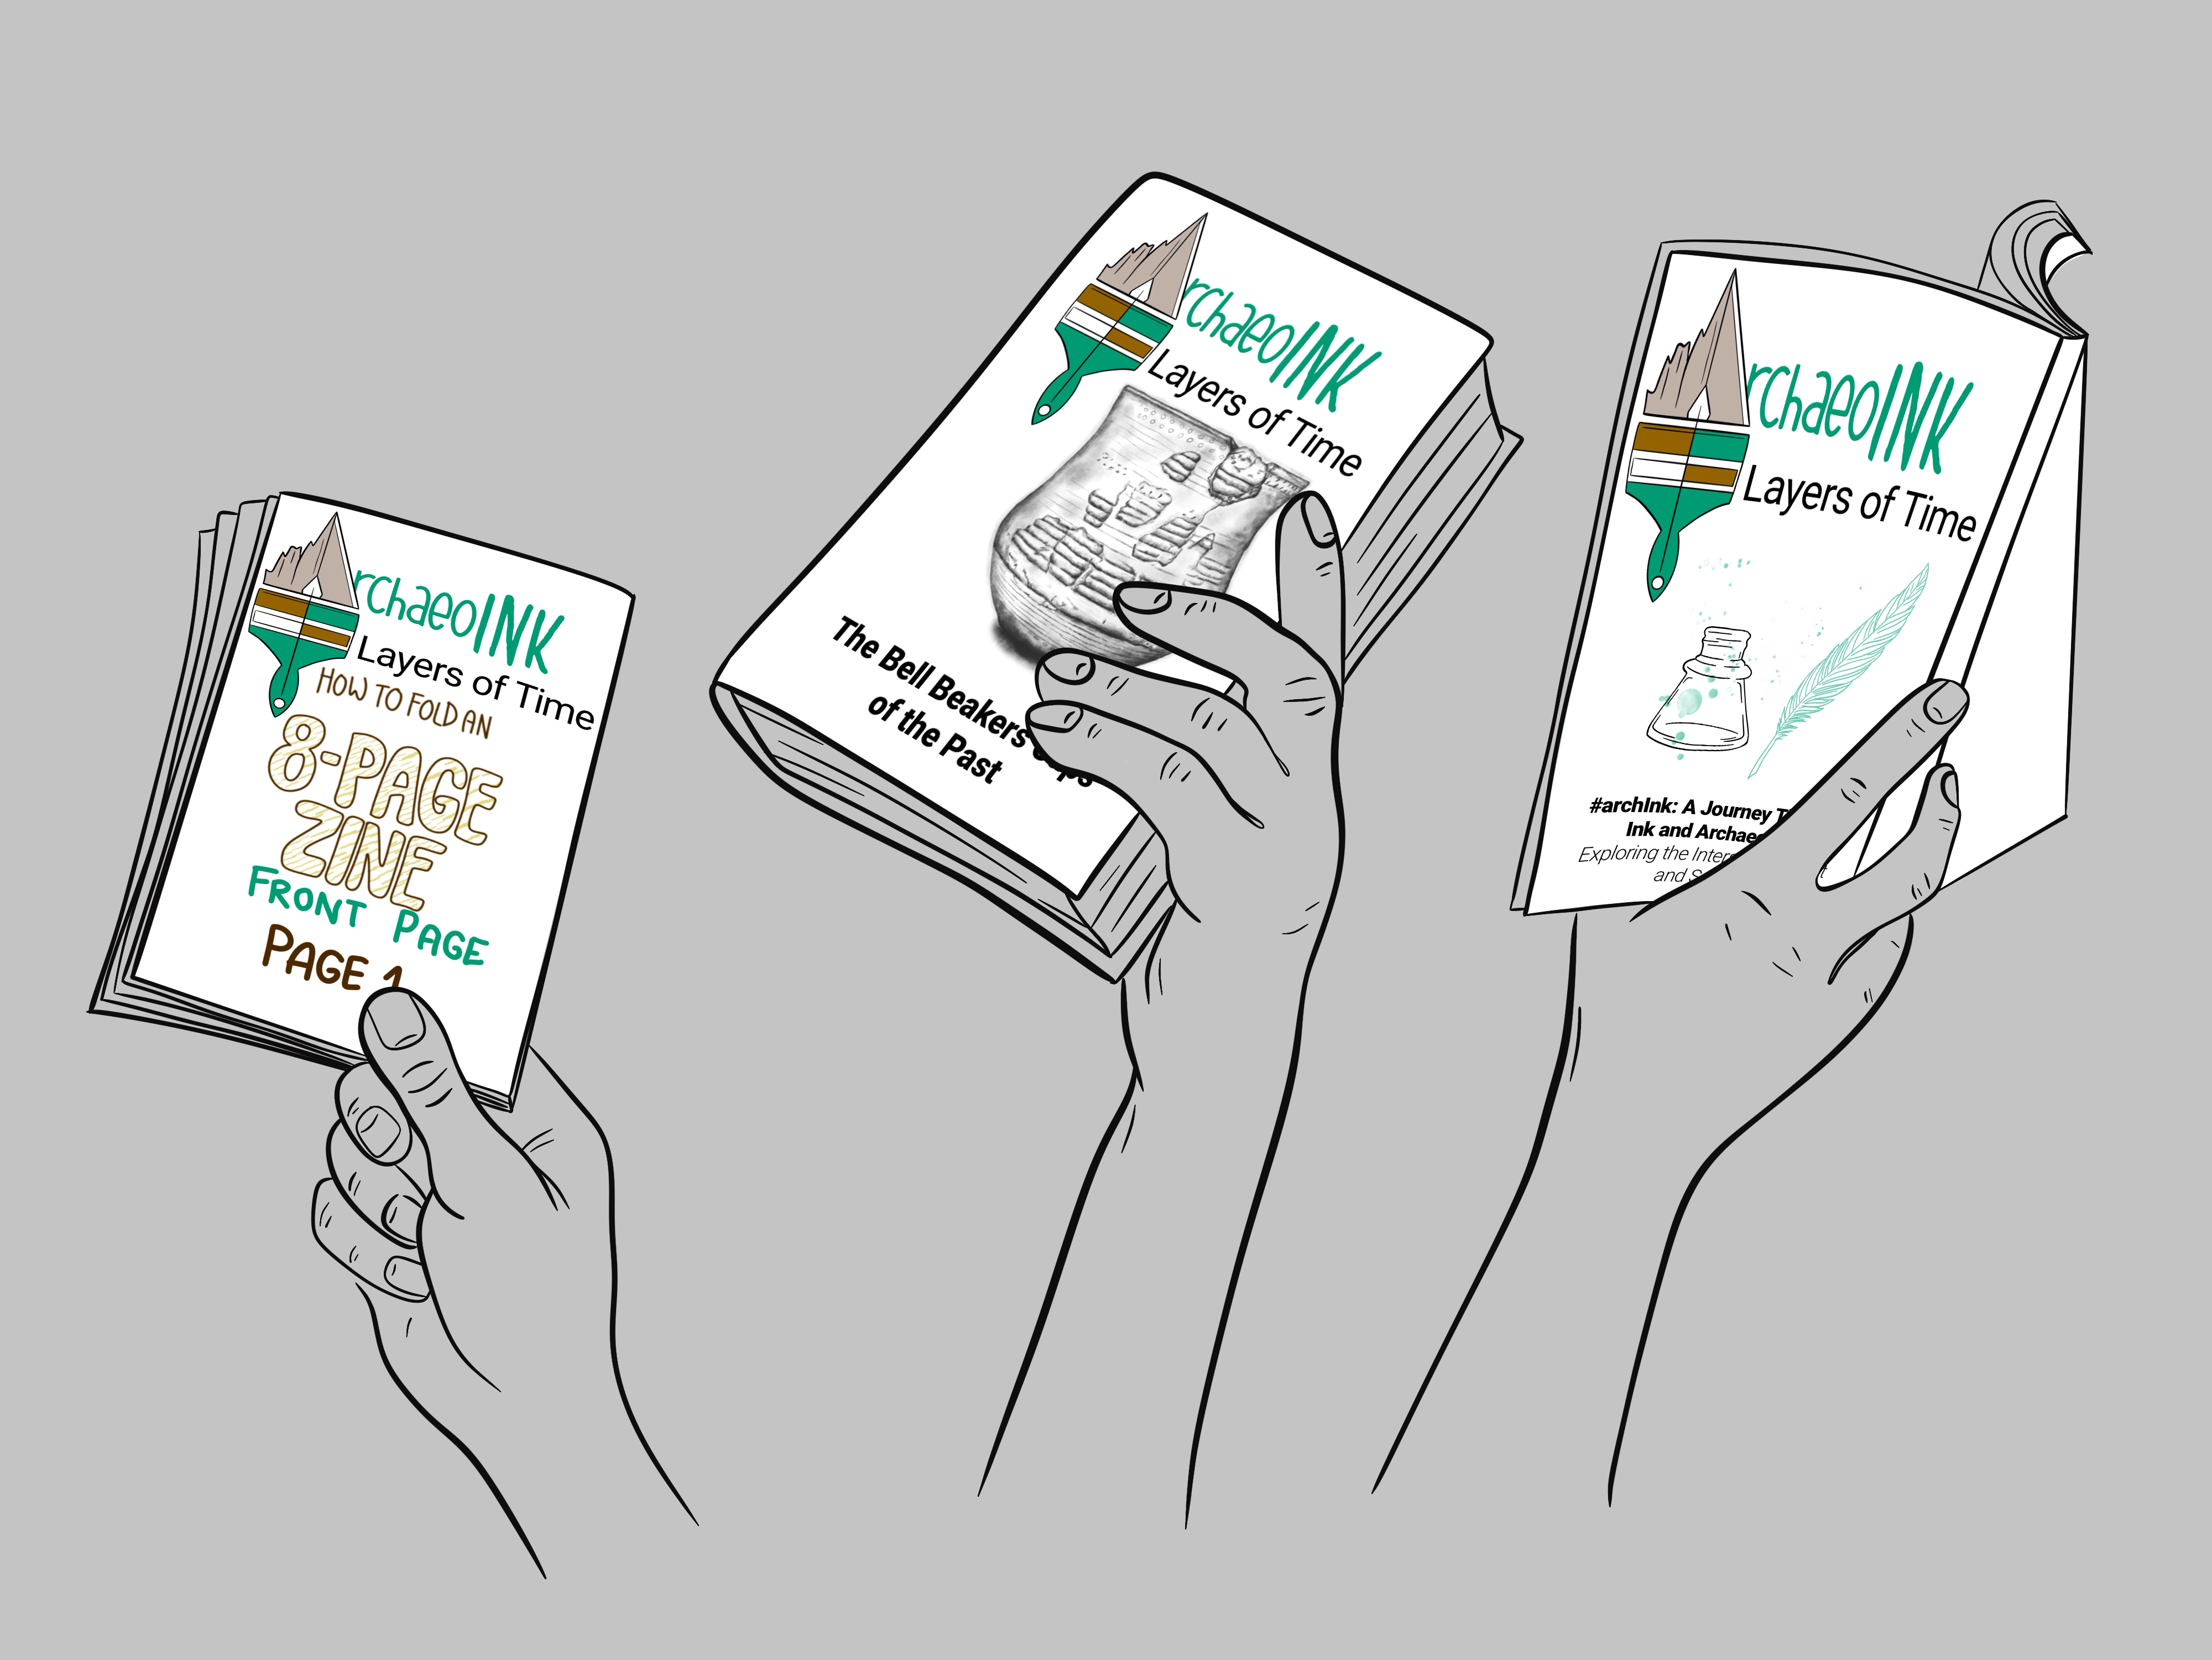 rchaeoINK
Layers of Time
HOW TO FOLD AN
8-PAGE
ZINE
FRONT PAGE
PAGE 1
rchaeoINK
Layers of Time
The Bell Beakers
of the Past
rchaeoINK
Layers of Time
#archInk: A Journey
Ink and
Exploring the
and